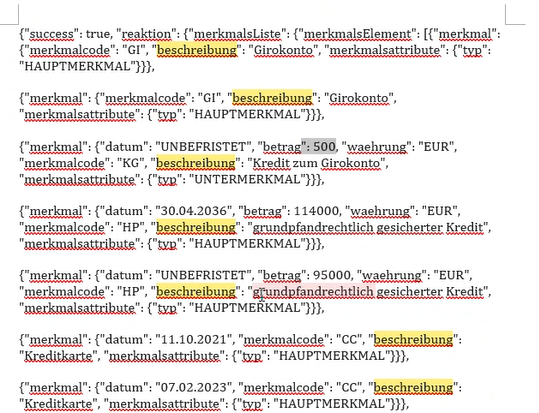 {"success": true, "reaktion": {"merkmalsListe": {"merkmalsElement": [{"merkmal":
{"merkmalcode": "GI", "beschreibung": "Girokonto", "merkmalsattribute": {"typ":
"HAUPTMERKMAL"}}},
{"merkmal": {"merkmalcode": "GI", "beschreibung": "Girokonto",
"merkmalsattribute": {"typ": "HAUPTMERKMAL"}}},
{"merkmal": {"datum": "UNBEFRISTET", "betrag": 500, "waehrung": "EUR",
"merkmalcode": "KG", "beschreibung": "Kredit zum Girokonto",
"merkmalsattribute": {"typ": "UNTERMERKMAL"}}},
{"merkmal": {"datum": "30.04.2036", "betrag": 114000, "waehrung": "EUR",
"merkmalcode": "HP", "beschreibung": "grundpfandrechtlich gesicherter Kredit",
"merkmalsattribute": {"typ": "HAUPTMERKMAL"}}},
{"merkmal": {"datum": "UNBEFRISTET", "betrag": 95000, "waehrung": "EUR",
"merkmalcode": "HP", "beschreibung": "grundpfandrechtlich gesicherter Kredit",
"merkmalsattribute": {"typ": "HAUPTMERKMAL"}}},
{"merkmal": {"datum": "11.10.2021", "merkmalcode": "CC", "beschreibung":
"Kreditkarte", "merkmalsattribute": {"typ": "HAUPTMERKMAL"}}},
{"merkmal": {"datum": "07.02.2023", "merkmalcode": "CC", "beschreibung":
"Kreditkarte", "merkmalsattribute": {"typ": "HAUPTMERKMAL"}}},